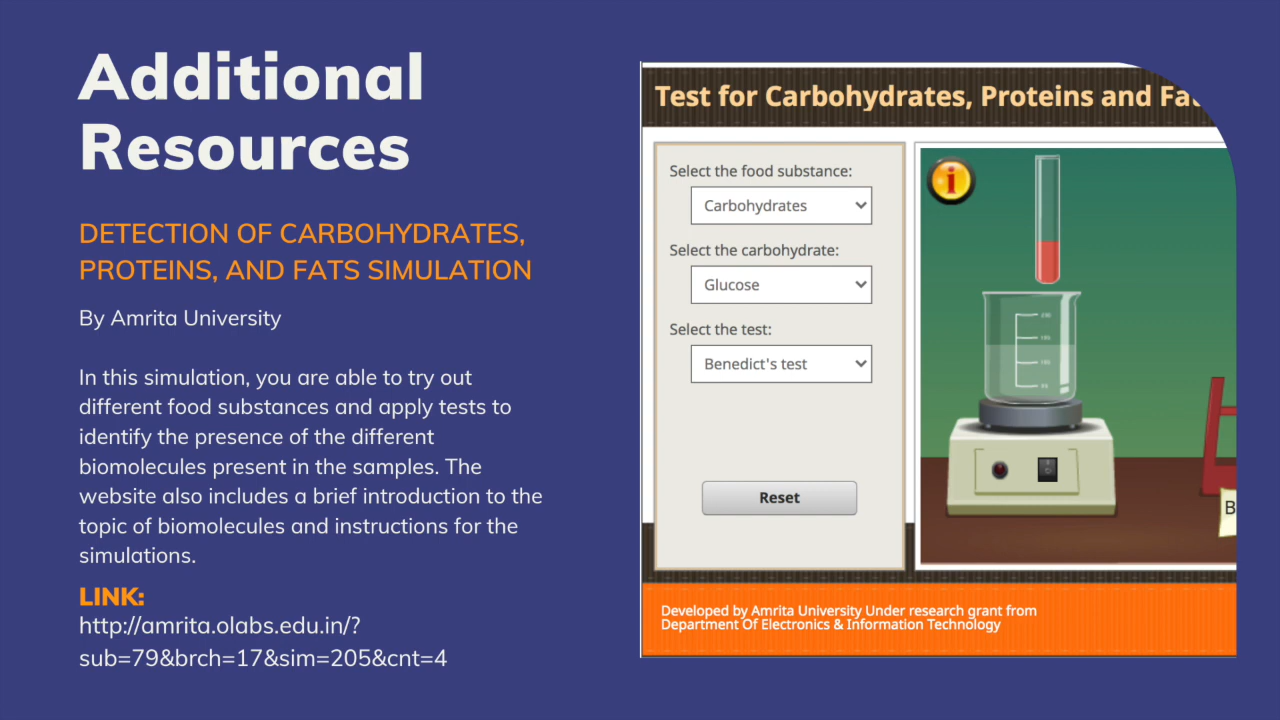 Additional
Resources
DETECTION OF CARBOHYDRATES,
PROTEINS, AND FATS SIMULATION
By Amrita University
In this simulation, you are able to try out
different food substances and apply tests to
identify the presence of the different
biomolecules present in the samples. The
website also includes a brief introduction to the
topic of biomolecules and instructions for the
simulations.
LINK:
http://amrita.olabs.edu.in/?
sub=79&brch=17&sim=205&cnt=4
Test for Carbohydrates, Proteins and
Select the food substance:
Carbohydrates
Select the carbohydrate:
Glucose
Select the test:
Benedict's test
Reset
i
B
Developed by Amrita University Under research grant from
Department Of Electronics & Information Technology